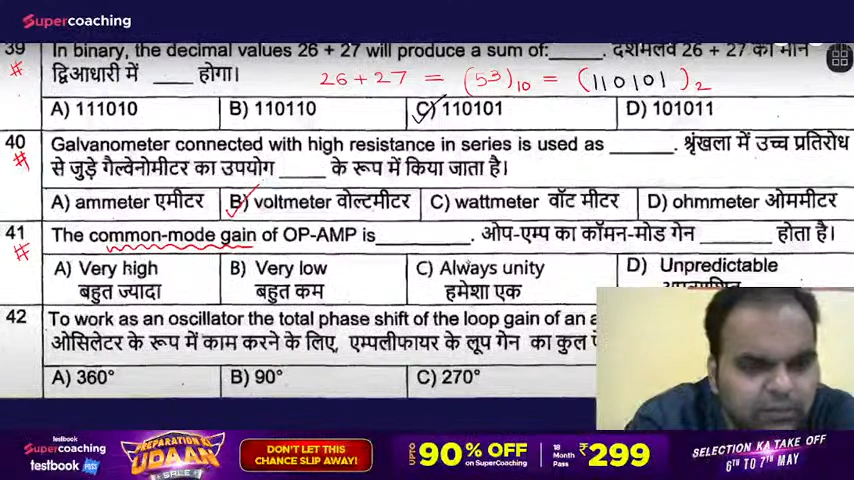 Supercoaching
39 In binary, the decimal values 26 + 27 will produce a sum of:_____. दशमलव 26 + 27 का मान
# द्विआधारी में ____ होगा। 26 + 27 = (53)10 = (110101)2
A) 111010 B) 110110 C) 110101 D) 101011
40 Galvanometer connected with high resistance in series is used as _______. श्रृंखला में उच्च प्रतिरोध
# से जुड़े गैल्वेनोमीटर का उपयोग _____ के रूप में किया जाता है।
A) ammeter एमीटर B) voltmeter वोल्टमीटर C) wattmeter वॉट मीटर D) ohmmeter ओममीटर
41 The common-mode gain of OP-AMP is__________. ओप-एम्प का कॉमन-मोड गेन ________ होता है।
# A) Very high B) Very low C) Always unity D) Unpredictable
बहुत ज्यादा बहुत कम हमेशा एक
42 To work as an oscillator the total phase shift of the loop gain of an a
ओसिलेटर के रूप में काम करने के लिए, एम्पलीफायर के लूप गेन का कुल
A) 360° B) 90° C) 270°
testbook
Supercoaching
testbook PASS
PREPARATION KI
UDAAN
SALE
DON'T LET THIS
CHANCE SLIP AWAY!
UPTO 90% OFF
on SuperCoaching
18 Month Pass ₹299
SELECTION KA TAKE OFF
6TH TO 7TH MAY